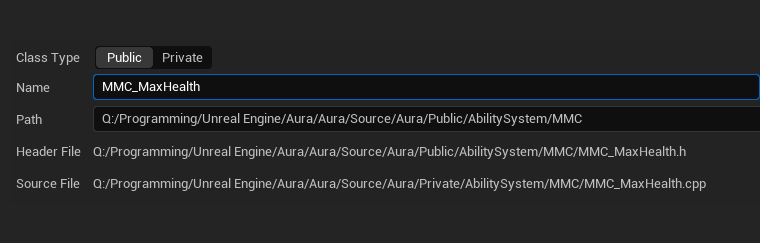 Class Type Public Private
Name MMC_MaxHealth
Path Q:/Programming/Unreal Engine/Aura/Aura/Source/Aura/Public/AbilitySystem/MMC
Header File Q:/Programming/Unreal Engine/Aura/Aura/Source/Aura/Public/AbilitySystem/MMC/MMC_MaxHealth.h
Source File Q:/Programming/Unreal Engine/Aura/Aura/Source/Aura/Private/AbilitySystem/MMC/MMC_MaxHealth.cpp